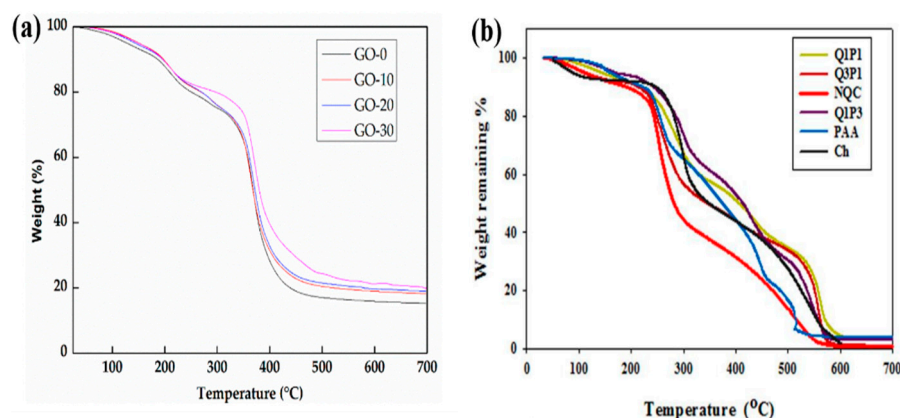 (a)
100
80
60
40
20
0
Weight (%)
GO-0
GO-10
GO-20
GO-30
100 200 300 400 500 600 700
Temperature (°C)
(b)
100
80
60
40
20
0
Weight remaining %
Q1P1
Q3P1
NQC
Q1P3
PAA
Ch
0 100 200 300 400 500 600 700
Temperature (°C)